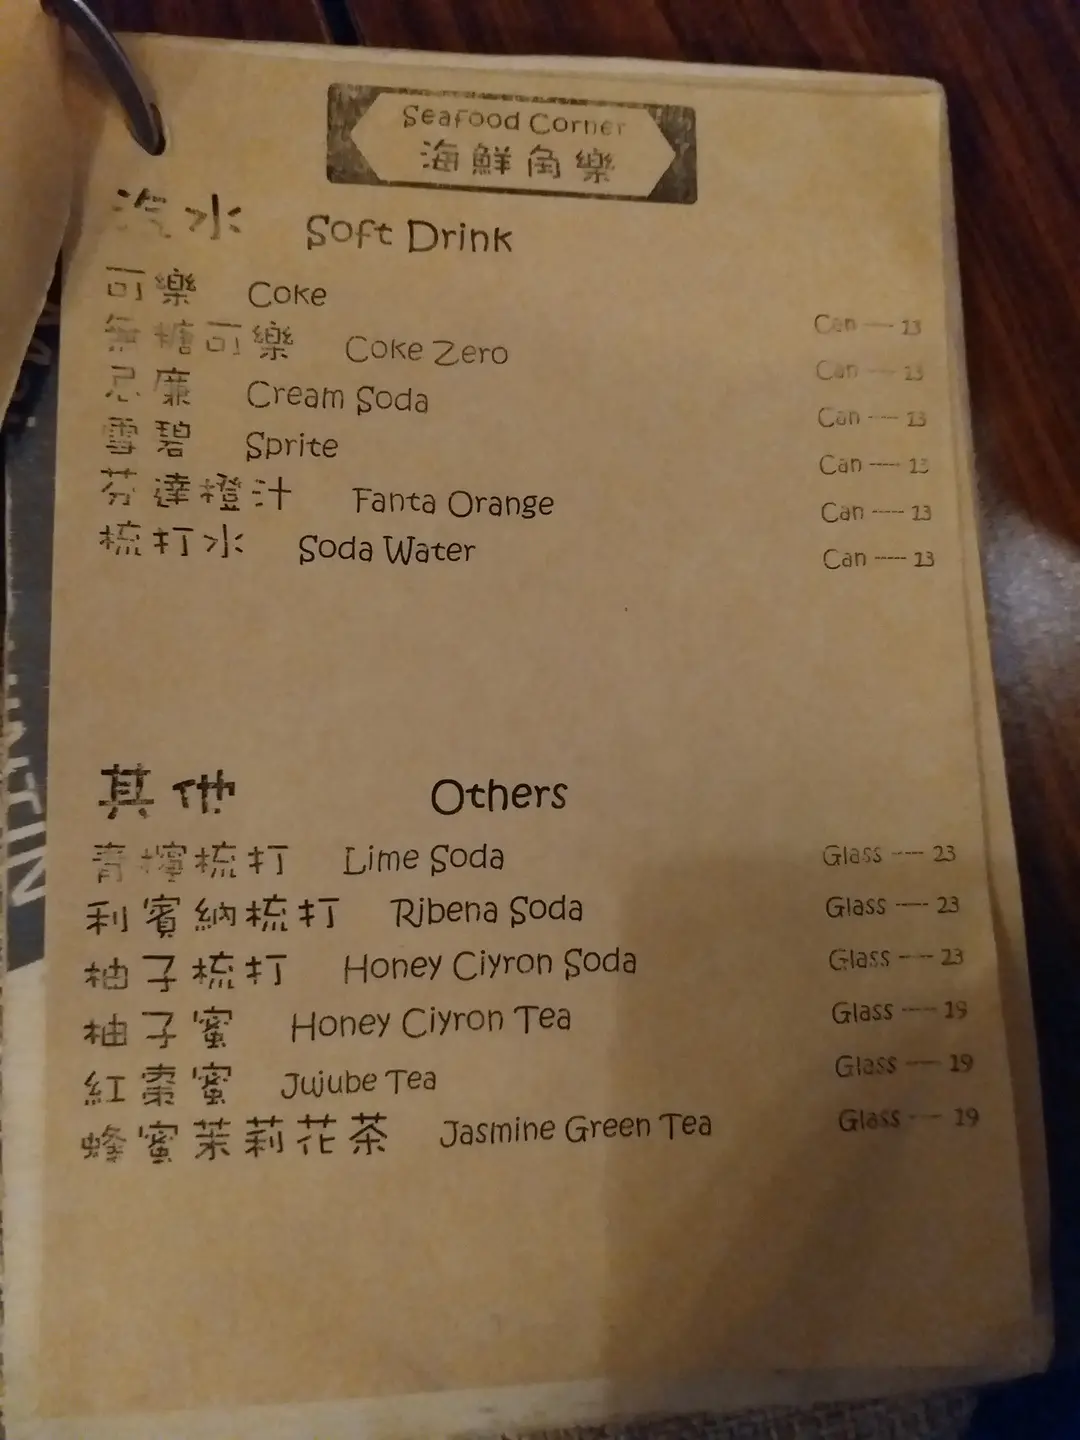 Seafood Corner
海鮮角樂
汽水 Soft Drink
可樂 Coke Can --- 13
無糖可樂 Coke Zero Can --- 13
忌廉 Cream Soda Can --- 13
雪碧 Sprite Can ---- 13
芬達橙汁 Fanta Orange Can ---- 13
梳打水 Soda Water Can ---- 13
其他 Others
青檸梳打 Lime Soda Glass --- 23
利賓納梳打 Ribena Soda Glass --- 23
柚子梳打 Honey Ciyron Soda Glass --- 23
柚子蜜 Honey Ciyron Tea Glass --- 19
紅棗蜜 Jujube Tea Glass --- 19
蜂蜜茉莉花茶 Jasmine Green Tea Glass --- 19